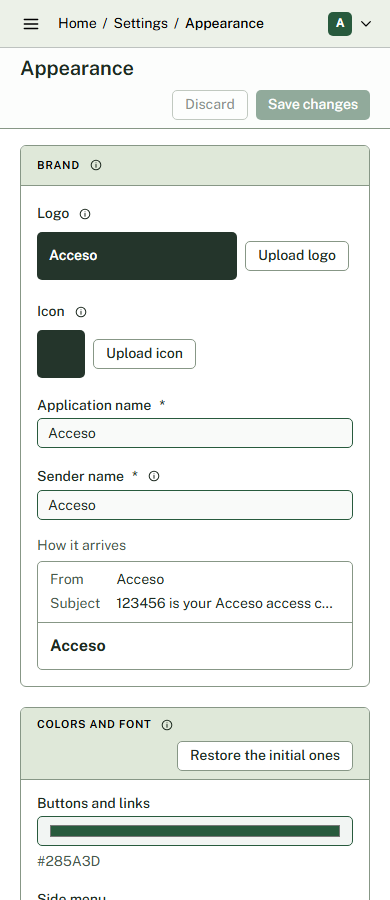 Home / Settings / Appearance
A
Appearance
Discard
Save changes
BRAND
Logo
Acceso
Upload logo
Icon
Upload icon
Application name *
Acceso
Sender name *
Acceso
How it arrives
From Acceso
Subject 123456 is your Acceso access c...
Acceso
COLORS AND FONT
Restore the initial ones
Buttons and links
#285A3D
Side menu